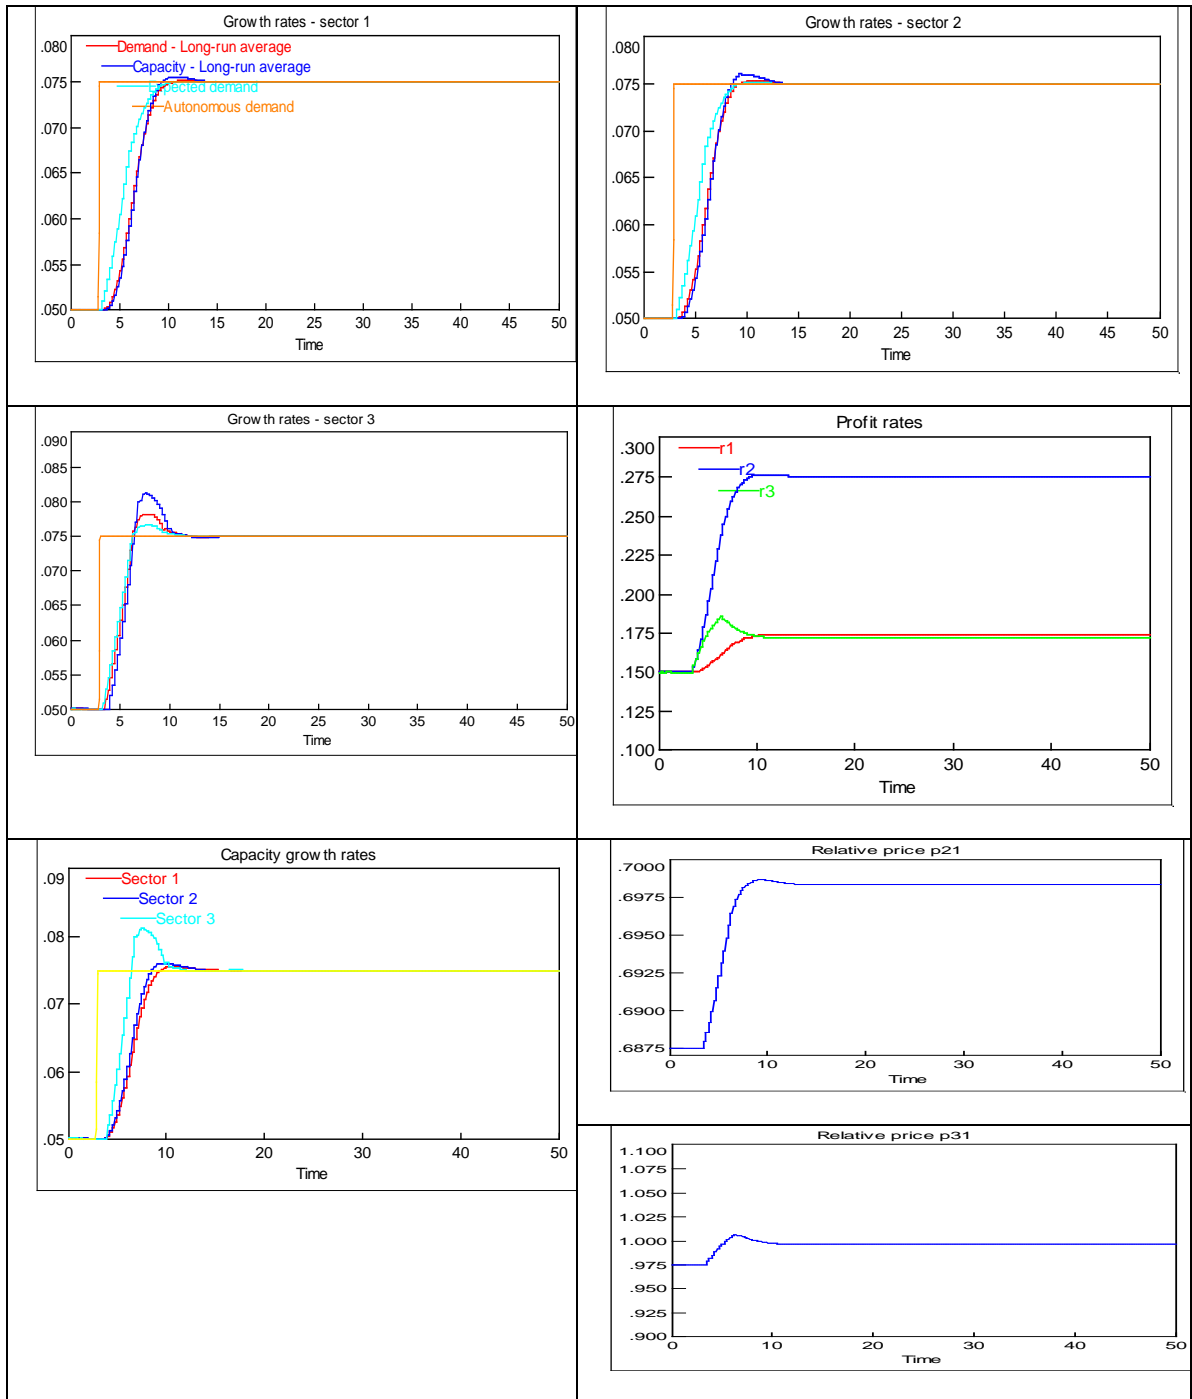 Growth rates - sector 1
.080
Demand - Long-run average
Capacity - Long-run average
.075
Expected demand
Autonomous demand
.070
.065
.060
.055
.050
0 5 10 15 20 25 30 35 40 45 50
Time
Growth rates - sector 2
.080
.075
.070
.065
.060
.055
.050
0 5 10 15 20 25 30 35 40 45 50
Time
Growth rates - sector 3
.090
.085
.080
.075
.070
.065
.060
.055
.050
0 5 10 15 20 25 30 35 40 45 50
Time
Profit rates
.300
r1
r2
.275
r3
.250
.225
.200
.175
.150
.125
.100
0 10 20 30 40 50
Time
Capacity growth rates
.09
Sector 1
Sector 2
Sector 3
.08
.07
.06
.05
0 10 20 30 40 50
Time
Relative price p21
.7000
.6975
.6950
.6925
.6900
.6875
0 10 20 30 40 50
Time
Relative price p31
1.100
1.075
1.050
1.025
1.000
.975
.950
.925
.900
0 10 20 30 40 50
Time